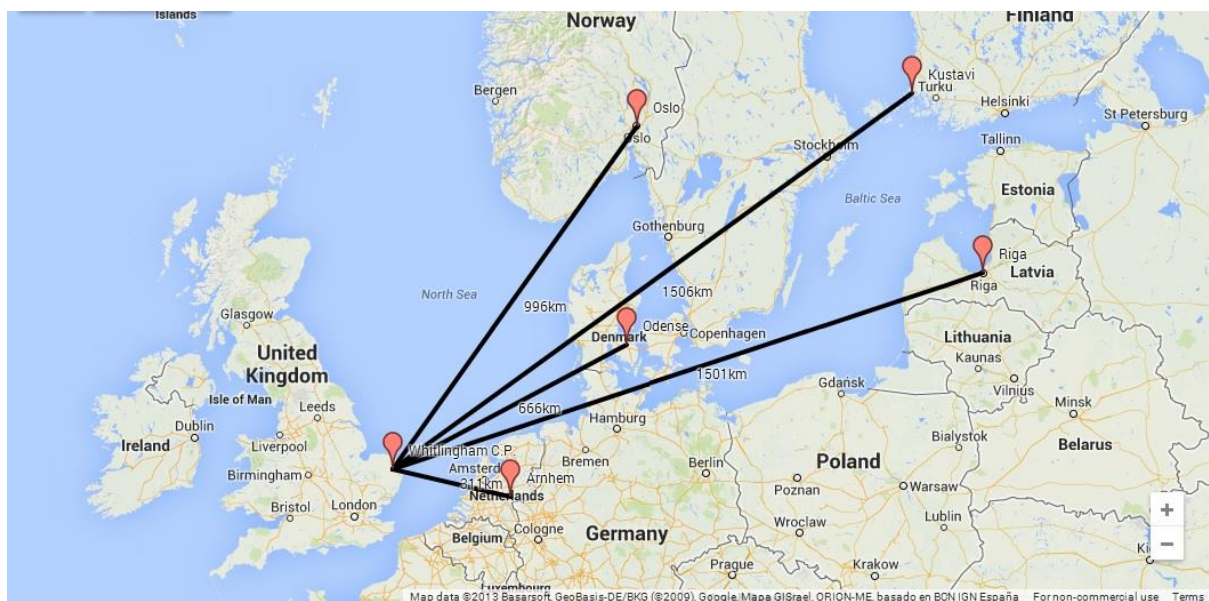 Islands
Norway
Finland
Bergen
Oslo
Oslo
Kustavi
Turku
Helsinki
St Petersburg
Tallinn
Stockholm
Estonia
Baltic Sea
Gothenburg
Riga
Riga
Latvia
North Sea
1506km
996km
Glasgow
Odense
Denmark
Copenhagen
Lithuania
Kaunas
Vilnius
United
Kingdom
1501km
Gdańsk
Minsk
Isle of Man
Leeds
666km
Hamburg
Dublin
Ireland
Liverpool
Whitlingham C.P.
Bialystok
Belarus
Birmingham
Amsterd
311km
Arnhem
Netherlands
Bremen
Berlin
Poland
Poznan
Warsaw
Bristol
London
Cologne
Germany
Wroclaw
Lublin
Belgium
Prague
Krakow
Luxembourg
+
−
Map data ©2013 Basarsoft, GeoBasis-DE/BKG (©2009), Google, Mapa GISrael, ORION-ME, basado en BCN IGN España For non-commercial use Terms